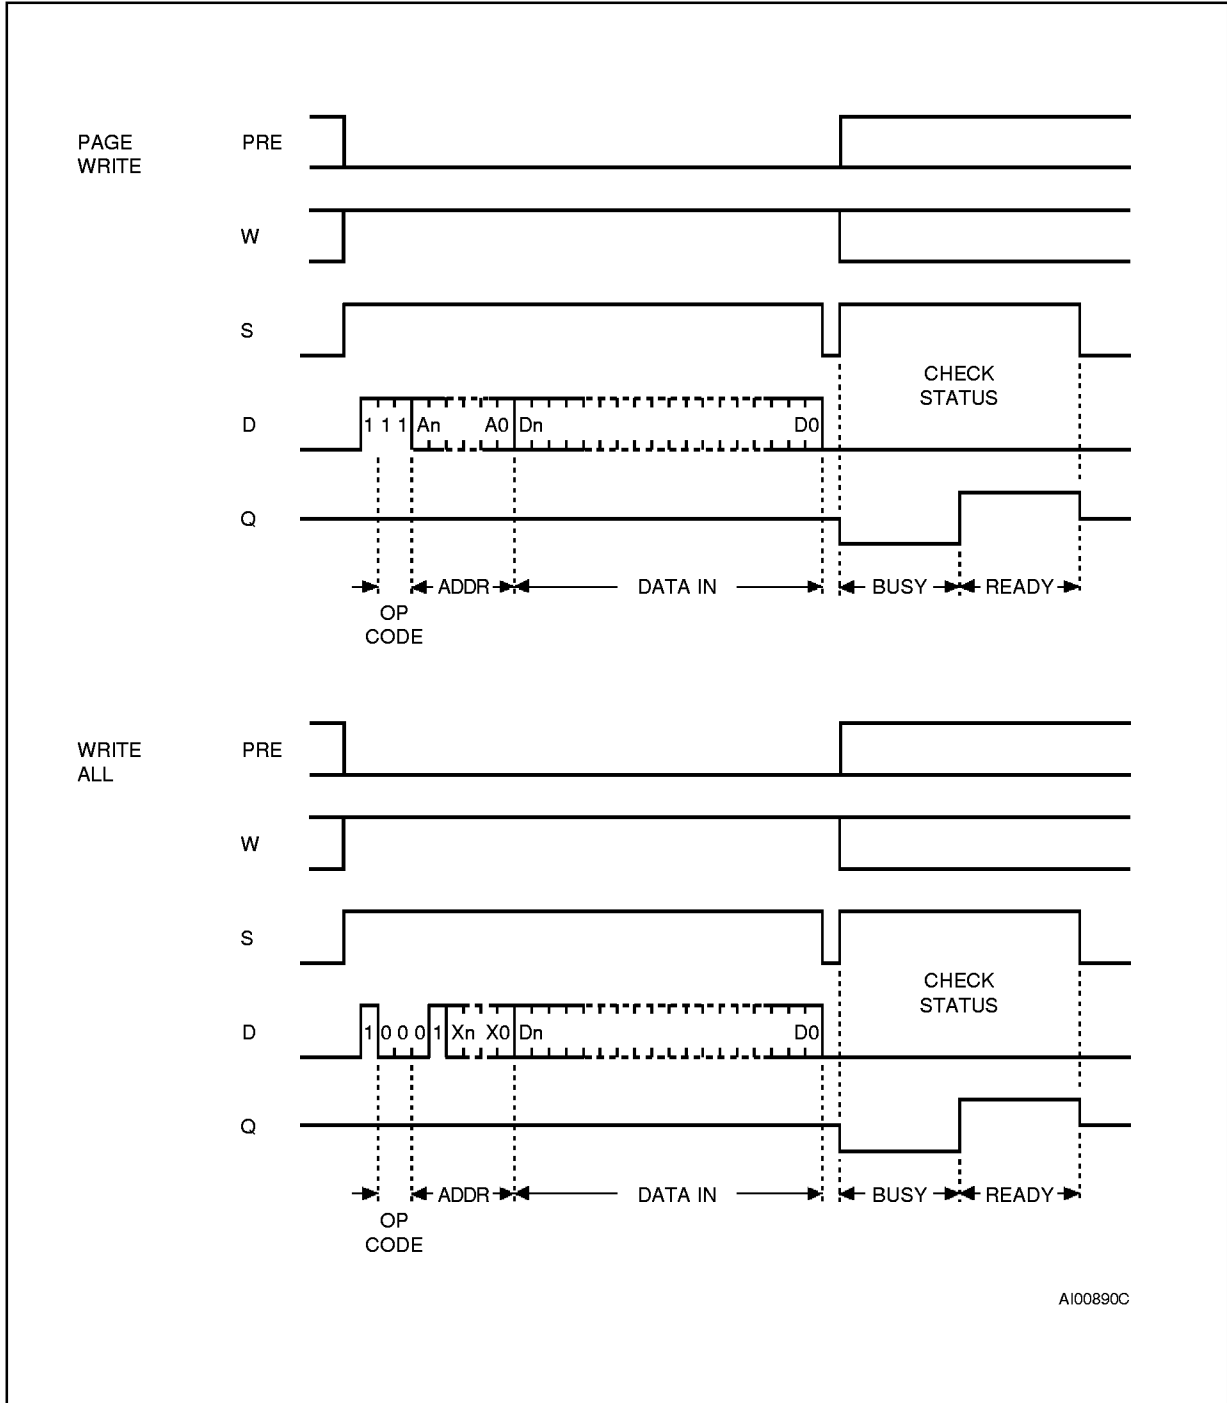 PAGE
WRITE
PRE
W
S
CHECK
STATUS
D
1 1 1 An A0 Dn D0
Q
ADDR DATA IN BUSY READY
OP
CODE
WRITE
ALL
PRE
W
S
CHECK
STATUS
D
1 0 0 0 1 Xn X0 Dn D0
Q
ADDR DATA IN BUSY READY
OP
CODE
AI00890C